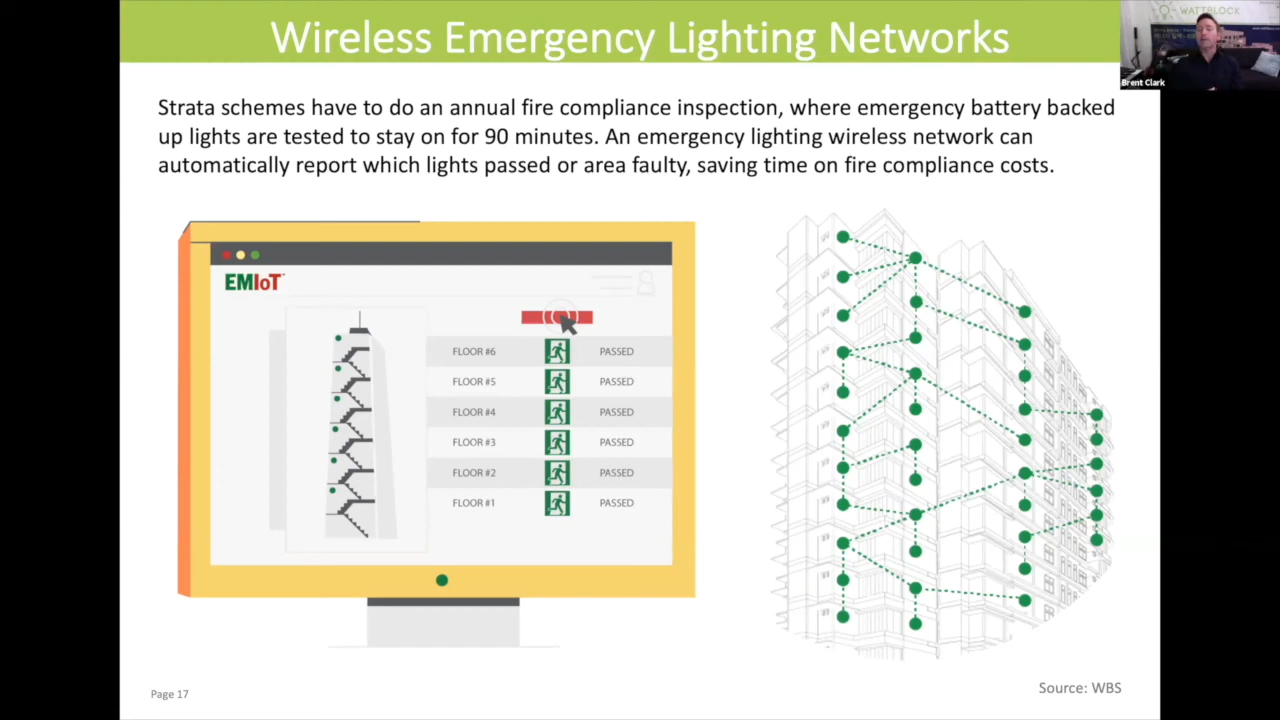 Wireless Emergency Lighting Networks
WATTBLOCK
Brent Clark
Strata schemes have to do an annual fire compliance inspection, where emergency battery backed
up lights are tested to stay on for 90 minutes. An emergency lighting wireless network can
automatically report which lights passed or area faulty, saving time on fire compliance costs.
EMIoT
FLOOR #6 PASSED
FLOOR #5 PASSED
FLOOR #4 PASSED
FLOOR #3 PASSED
FLOOR #2 PASSED
FLOOR #1 PASSED
Page 17
Source: WBS